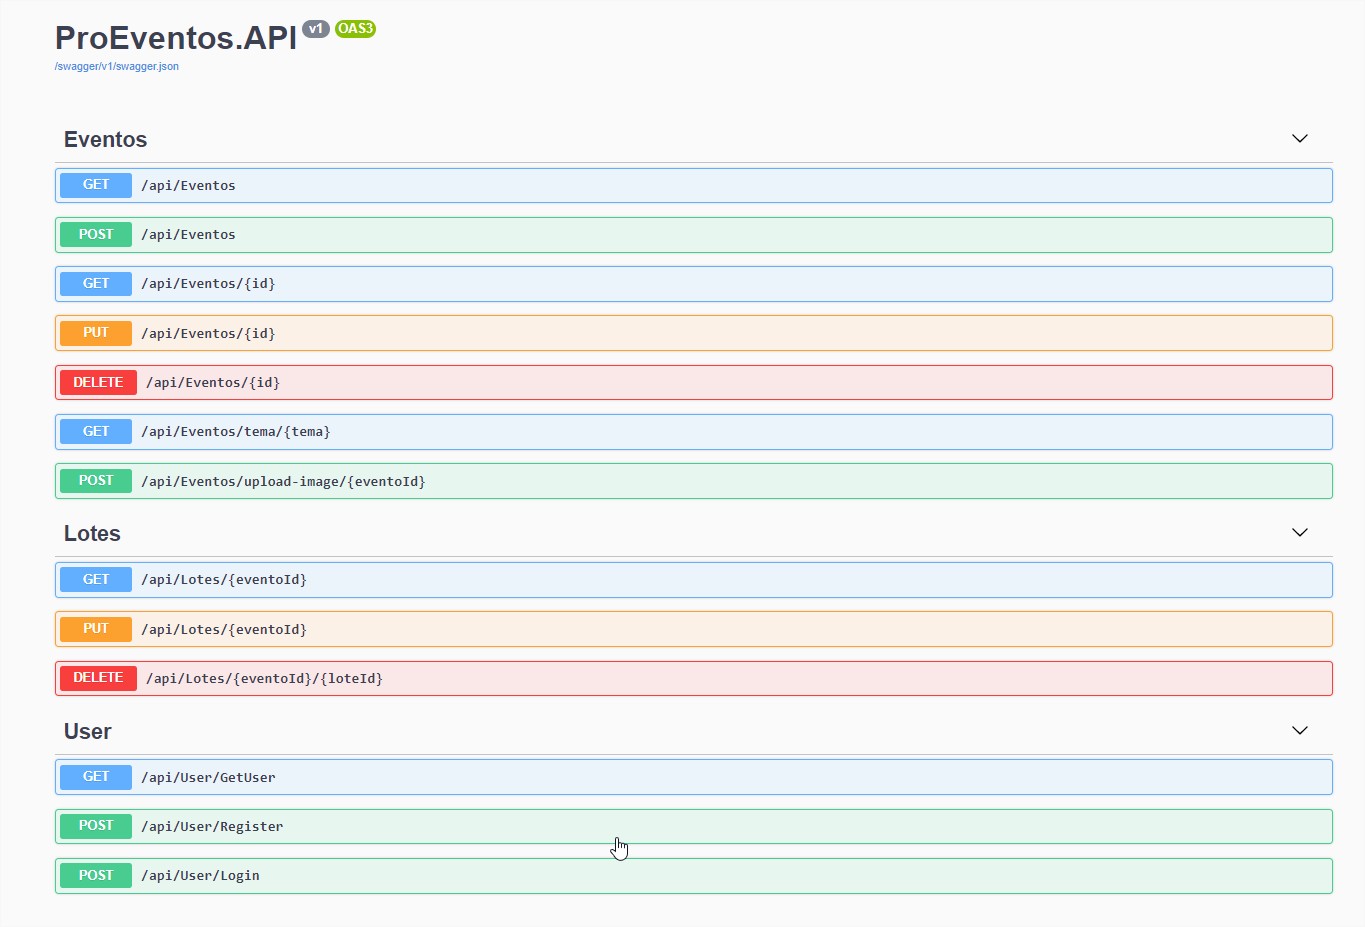 ProEventos.API v1 OAS3
/swagger/v1/swagger.json
Eventos
GET /api/Eventos
POST /api/Eventos
GET /api/Eventos/{id}
PUT /api/Eventos/{id}
DELETE /api/Eventos/{id}
GET /api/Eventos/tema/{tema}
POST /api/Eventos/upload-image/{eventoId}
Lotes
GET /api/Lotes/{eventoId}
PUT /api/Lotes/{eventoId}
DELETE /api/Lotes/{eventoId}/{loteId}
User
GET /api/User/GetUser
POST /api/User/Register
POST /api/User/Login